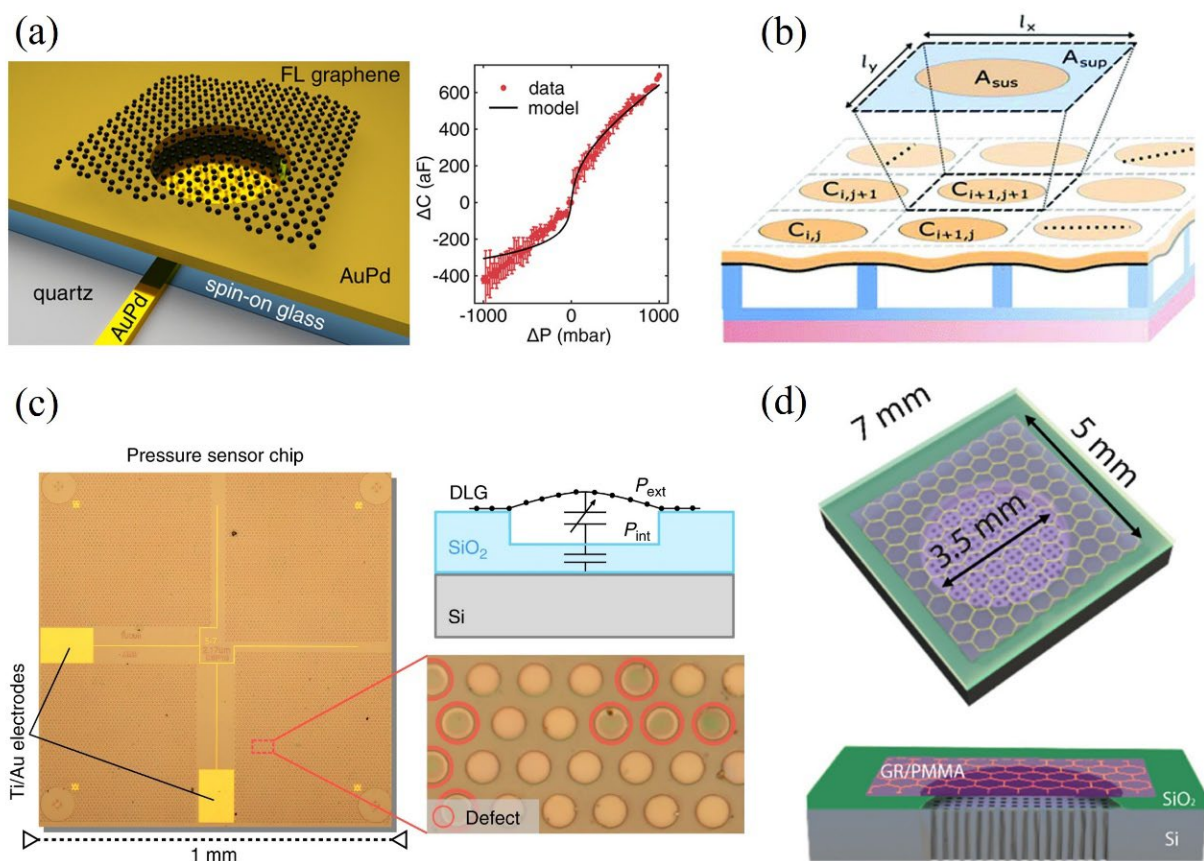 (a)
FL graphene
AuPd
quartz
AuPd
spin-on glass
data
model
ΔC (aF)
600
400
200
0
-200
-400
-1000
0
1000
ΔP (mbar)
(b)
l_x
l_y
A_sup
A_sus
C_i,j+1
C_i+1,j+1
C_i,j
C_i+1,j
(c)
Pressure sensor chip
Ti/Au electrodes
1 mm
DLG
P_ext
P_int
SiO₂
Si
Defect
(d)
7 mm
5 mm
3.5 mm
GR/PMMA
SiO₂
Si